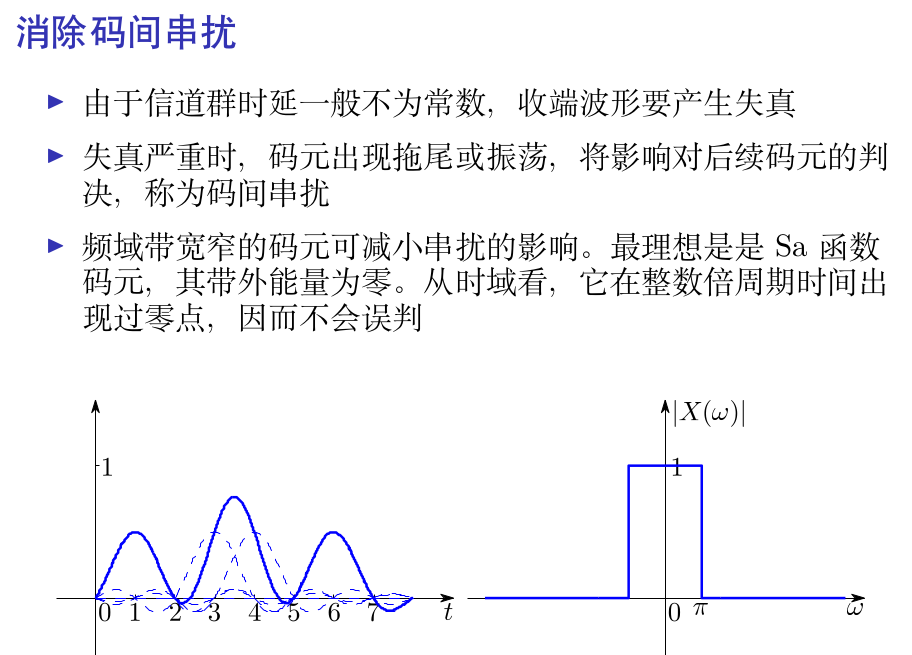 消除码间串扰
由于信道群时延一般不为常数，收端波形要产生失真
失真严重时，码元出现拖尾或振荡，将影响对后续码元的判
决，称为码间串扰
频域带宽窄的码元可减小串扰的影响。最理想是是 Sa 函数
码元，其带外能量为零。从时域看，它在整数倍周期时间出
现过零点，因而不会误判
|X(ω)|
1
1
0 1 2 3 4 5 6 7 t
0 π ω